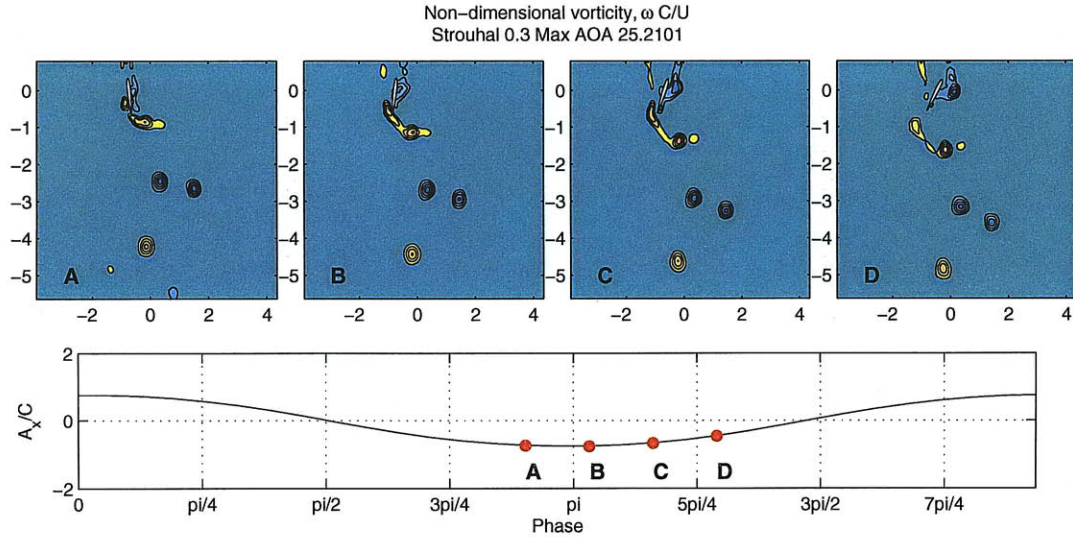 Non-dimensional vorticity, ω C/U
Strouhal 0.3 Max AOA 25.2101
0
-1
-2
-3
-4
-5
A
-2 0 2 4
0
-1
-2
-3
-4
-5
B
-2 0 2 4
0
-1
-2
-3
-4
-5
C
-2 0 2 4
0
-1
-2
-3
-4
-5
D
-2 0 2 4
2
0
-2
A_x/C
A B C D
0 pi/4 pi/2 3pi/4 pi 5pi/4 3pi/2 7pi/4
Phase